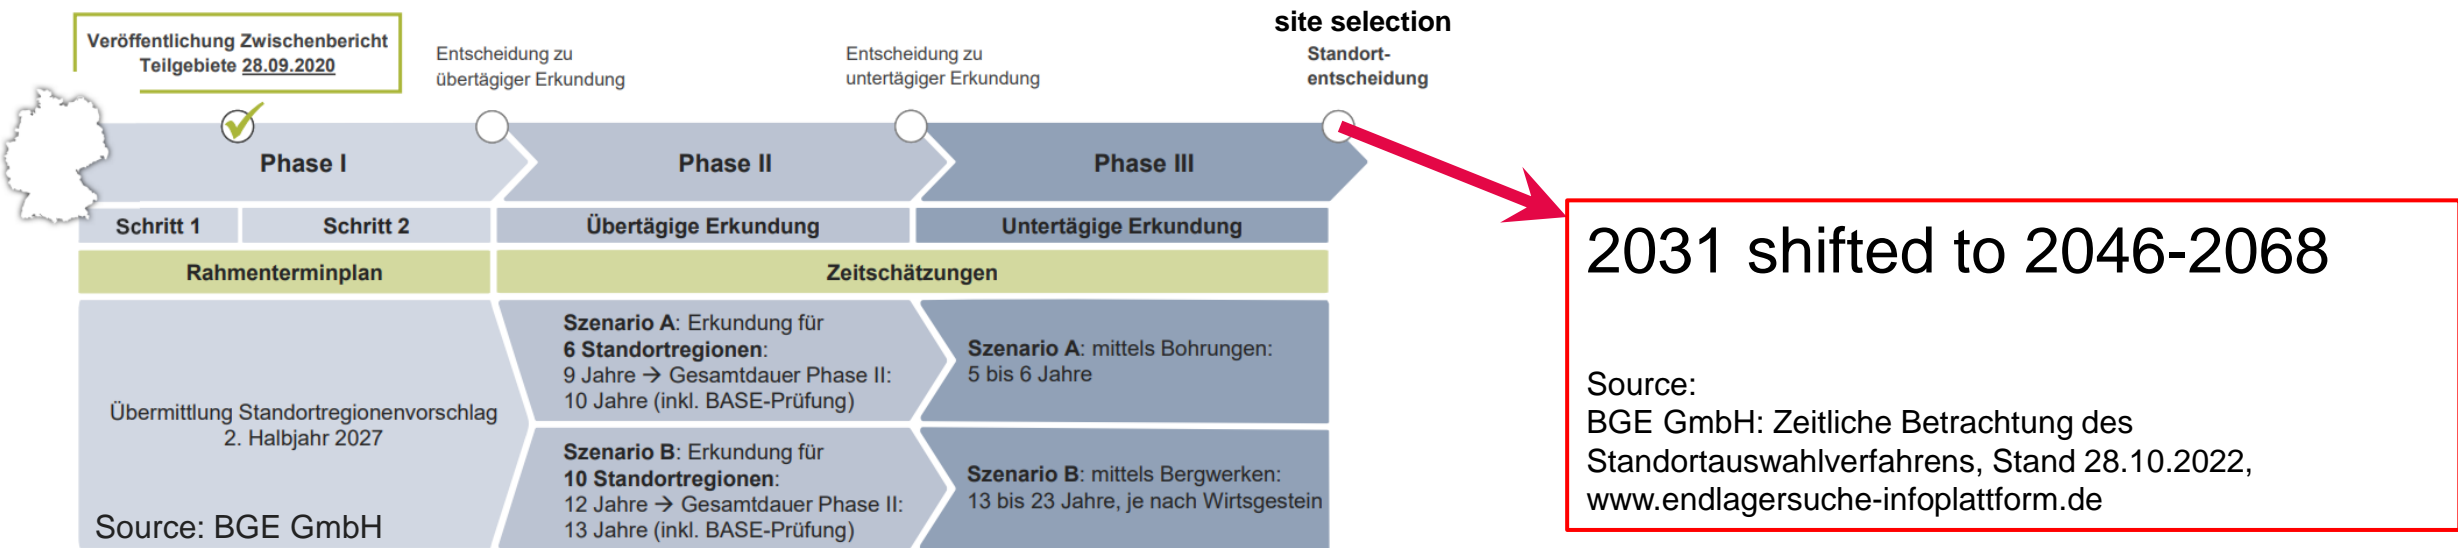 site selection
Veröffentlichung Zwischenbericht
Teilgebiete 28.09.2020
Entscheidung zu
übertägiger Erkundung
Entscheidung zu
untertägiger Erkundung
Standort-
entscheidung
Phase I
Phase II
Phase III
Schritt 1
Schritt 2
Übertägige Erkundung
Untertägige Erkundung
Rahmenterminplan
Zeitschätzungen
Übermittlung Standortregionenvorschlag
2. Halbjahr 2027
Source: BGE GmbH
Szenario A: Erkundung für
6 Standortregionen:
9 Jahre → Gesamtdauer Phase II:
10 Jahre (inkl. BASE-Prüfung)
Szenario A: mittels Bohrungen:
5 bis 6 Jahre
Szenario B: Erkundung für
10 Standortregionen:
12 Jahre → Gesamtdauer Phase II:
13 Jahre (inkl. BASE-Prüfung)
Szenario B: mittels Bergwerken:
13 bis 23 Jahre, je nach Wirtsgestein
2031 shifted to 2046-2068
Source:
BGE GmbH: Zeitliche Betrachtung des
Standortauswahlverfahrens, Stand 28.10.2022,
www.endlagersuche-infoplattform.de